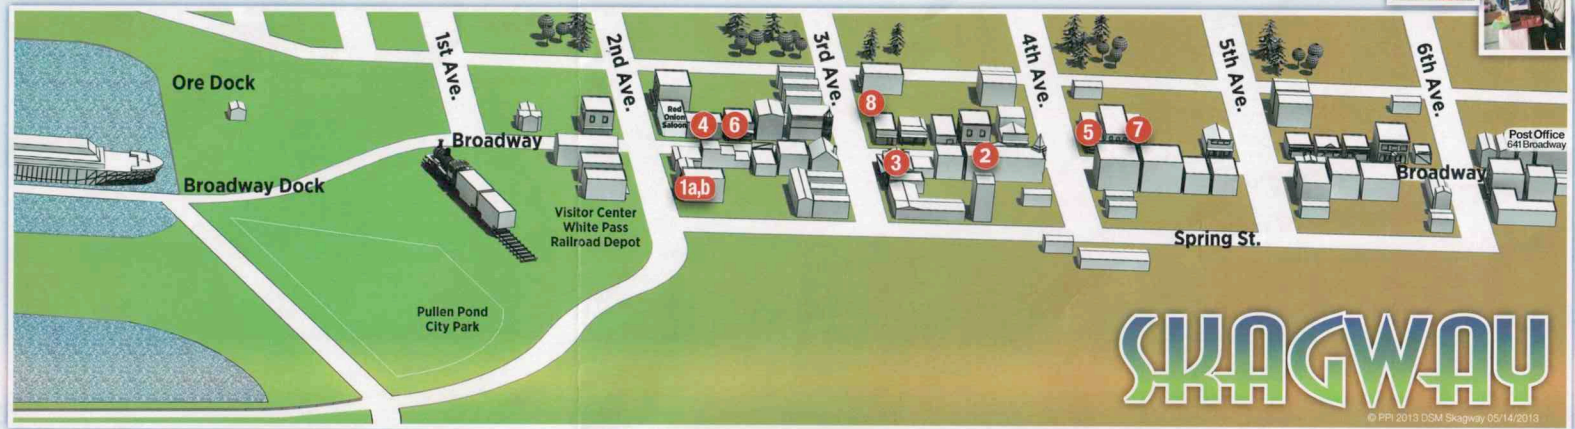 Ore Dock
Broadway Dock
1st Ave.
Broadway
2nd Ave.
Visitor Center
White Pass
Railroad Depot
Pullen Pond
City Park
Red
Onion
Saloon
4
6
1a,b
3rd Ave.
8
3
2
4th Ave.
5
7
5th Ave.
6th Ave.
Broadway
Post Office
641 Broadway
Spring St.
SKAGWAY
© PPI 2013 DSM Skagway 05/14/2013